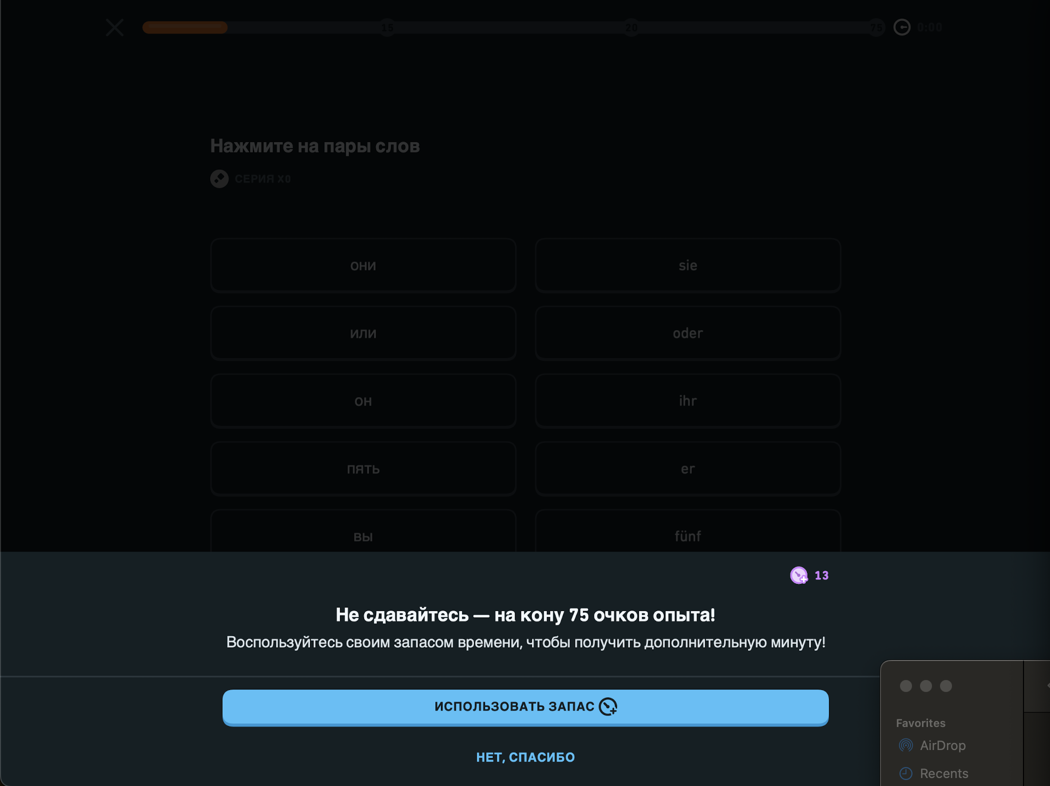 0:00
Нажмите на пары слов
СЕРИЯ X6
они
sie
или
oder
он
ihr
пять
er
вы
fünf
13
Не сдавайтесь — на кону 75 очков опыта!
Воспользуйтесь своим запасом времени, чтобы получить дополнительную минуту!
ИСПОЛЬЗОВАТЬ ЗАПАС
НЕТ, СПАСИБО
Favorites
AirDrop
Recents